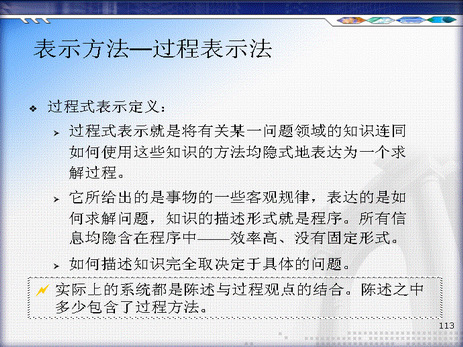 表示方法—过程表示法
过程式表示定义：
过程式表示就是将有关某一问题领域的知识连同
如何使用这些知识的方法均隐式地表达为一个求
解过程。
它所给出的是事物的一些客观规律，表达的是如
何求解问题，知识的描述形式就是程序。所有信
息均隐含在程序中——效率高、没有固定形式。
如何描述知识完全取决定于具体的问题。
实际上的系统都是陈述与过程观点的结合。陈述之中
多少包含了过程方法。
113